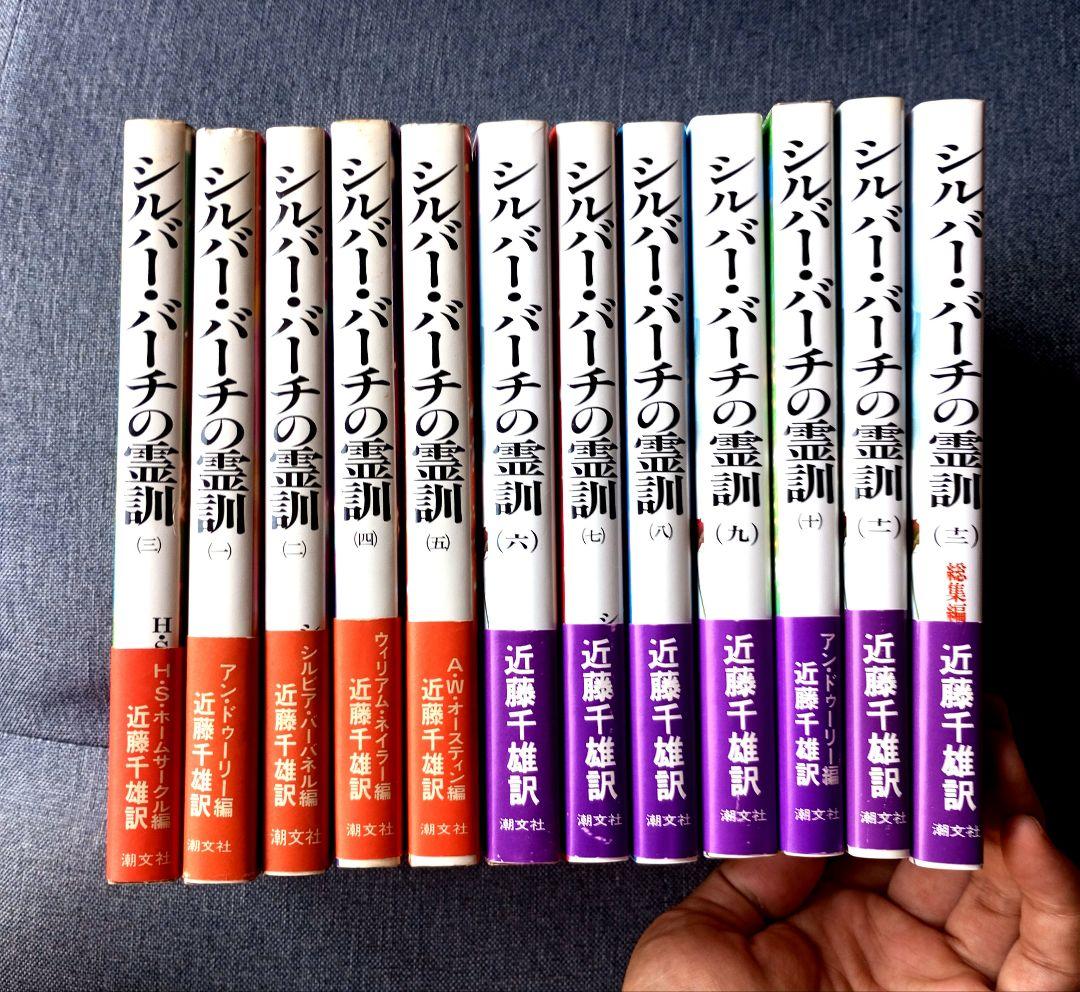 シルバー・バーチの霊訓
(三)
H・S
H・S・ホームサークル編
近藤千雄訳
潮文社
シルバー・バーチの霊訓
(一)
アン・ドゥーリー編
近藤千雄訳
潮文社
シルバー・バーチの霊訓
(二)
シ
シルビア・バーバネル編
近藤千雄訳
潮文社
シルバー・バーチの霊訓
(四)
ウィリアム・ネイラー編
近藤千雄訳
潮文社
シルバー・バーチの霊訓
(五)
A・W・オースティン編
近藤千雄訳
潮文社
シルバー・バーチの霊訓
(六)
近藤千雄訳
潮文社
シルバー・バーチの霊訓
(七)
シ
近藤千雄訳
潮文社
シルバー・バーチの霊訓
(八)
近藤千雄訳
潮文社
シルバー・バーチの霊訓
(九)
近藤千雄訳
潮文社
シルバー・バーチの霊訓
(十)
アン・ドゥーリー編
近藤千雄訳
潮文社
シルバー・バーチの霊訓
(十一)
近藤千雄訳
潮文社
シルバー・バーチの霊訓
(十二)
総集編
近藤千雄訳
潮文社